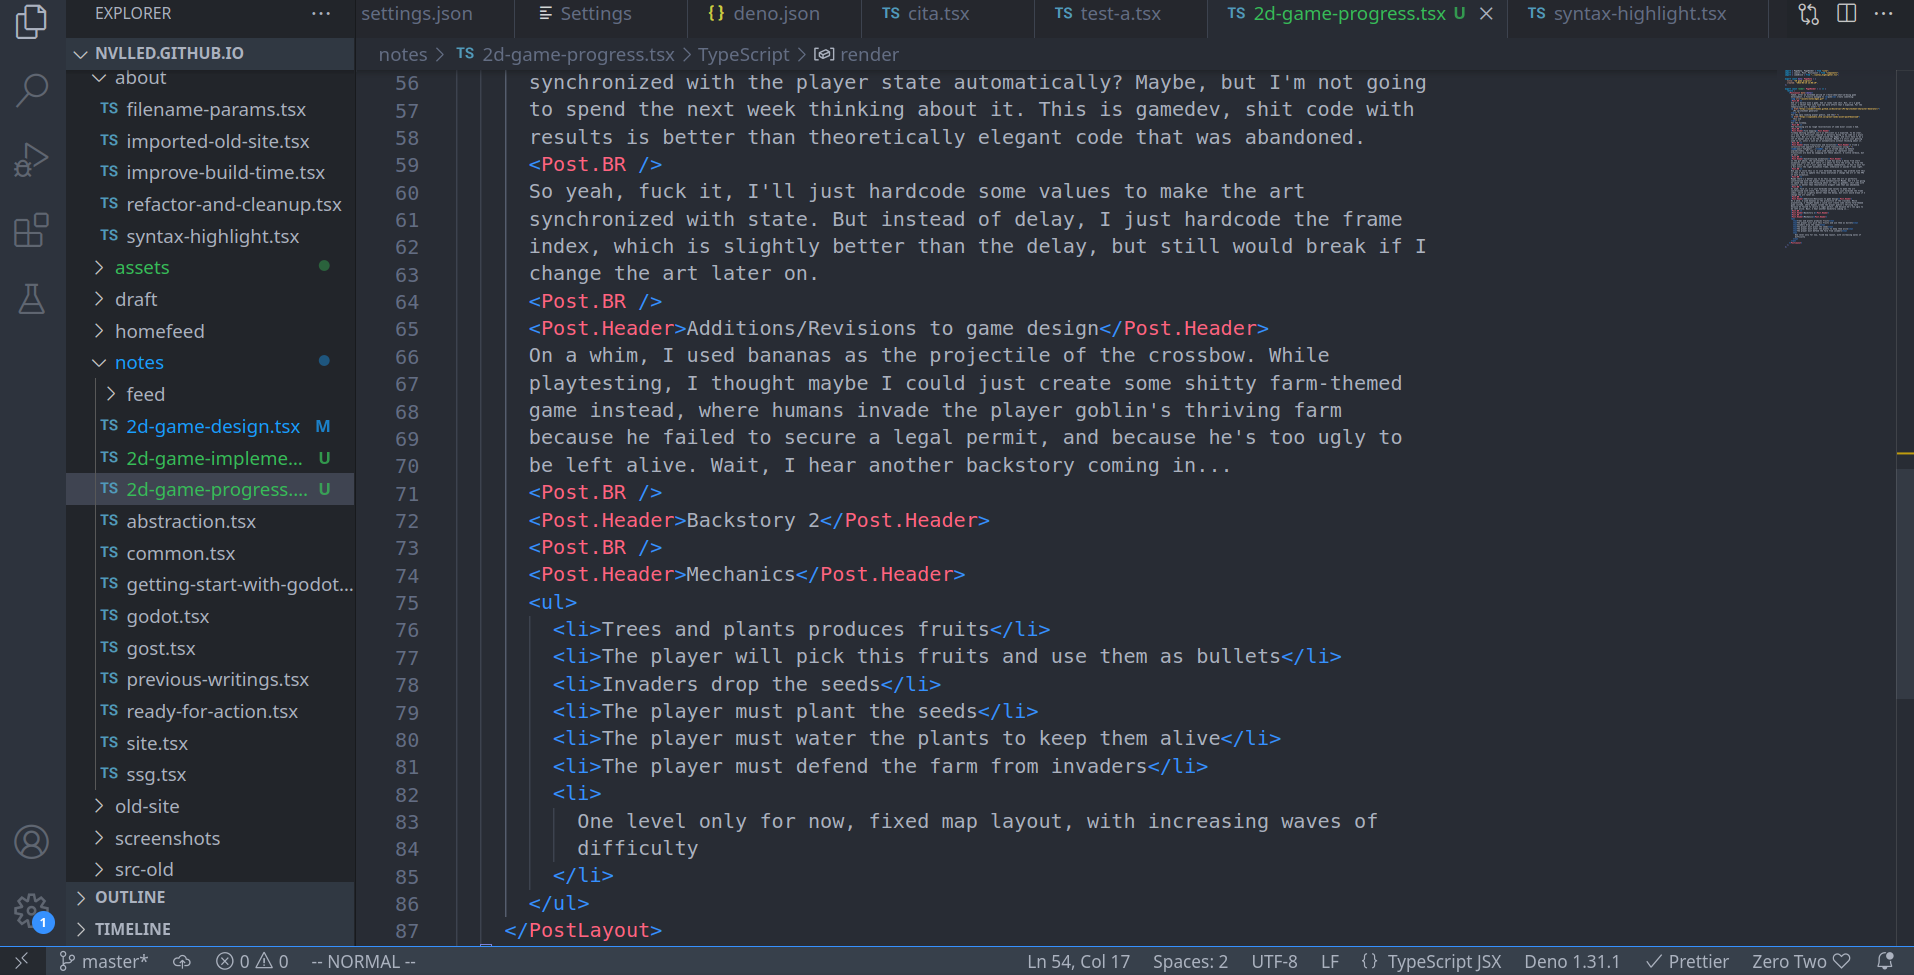 EXPLORER
settings.json
Settings
{} deno.json
TS cita.tsx
TS test-a.tsx
TS 2d-game-progress.tsx U
TS syntax-highlight.tsx
NVLLED.GITHUB.IO
notes > TS 2d-game-progress.tsx > TypeScript > render
about
TS filename-params.tsx
TS imported-old-site.tsx
TS improve-build-time.tsx
TS refactor-and-cleanup.tsx
TS syntax-highlight.tsx
assets
draft
homefeed
notes
feed
TS 2d-game-design.tsx M
TS 2d-game-impleme... U
TS 2d-game-progress.... U
TS abstraction.tsx
TS common.tsx
TS getting-start-with-godot...
TS godot.tsx
TS gost.tsx
TS previous-writings.tsx
TS ready-for-action.tsx
TS site.tsx
TS ssg.tsx
old-site
screenshots
src-old
OUTLINE
TIMELINE
56 synchronized with the player state automatically? Maybe, but I'm not going
57 to spend the next week thinking about it. This is gamedev, shit code with
58 results is better than theoretically elegant code that was abandoned.
59 <Post.BR />
60 So yeah, fuck it, I'll just hardcode some values to make the art
61 synchronized with state. But instead of delay, I just hardcode the frame
62 index, which is slightly better than the delay, but still would break if I
63 change the art later on.
64 <Post.BR />
65 <Post.Header>Additions/Revisions to game design</Post.Header>
66 On a whim, I used bananas as the projectile of the crossbow. While
67 playtesting, I thought maybe I could just create some shitty farm-themed
68 game instead, where humans invade the player goblin's thriving farm
69 because he failed to secure a legal permit, and because he's too ugly to
70 be left alive. Wait, I hear another backstory coming in...
71 <Post.BR />
72 <Post.Header>Backstory 2</Post.Header>
73 <Post.BR />
74 <Post.Header>Mechanics</Post.Header>
75 <ul>
76 <li>Trees and plants produces fruits</li>
77 <li>The player will pick this fruits and use them as bullets</li>
78 <li>Invaders drop the seeds</li>
79 <li>The player must plant the seeds</li>
80 <li>The player must water the plants to keep them alive</li>
81 <li>The player must defend the farm from invaders</li>
82 <li>
83 One level only for now, fixed map layout, with increasing waves of
84 difficulty
85 </li>
86 </ul>
87 </PostLayout>
1
master* 0 0 -- NORMAL -- Ln 54, Col 17 Spaces: 2 UTF-8 LF {} TypeScript JSX Deno 1.31.1 Prettier Zero Two